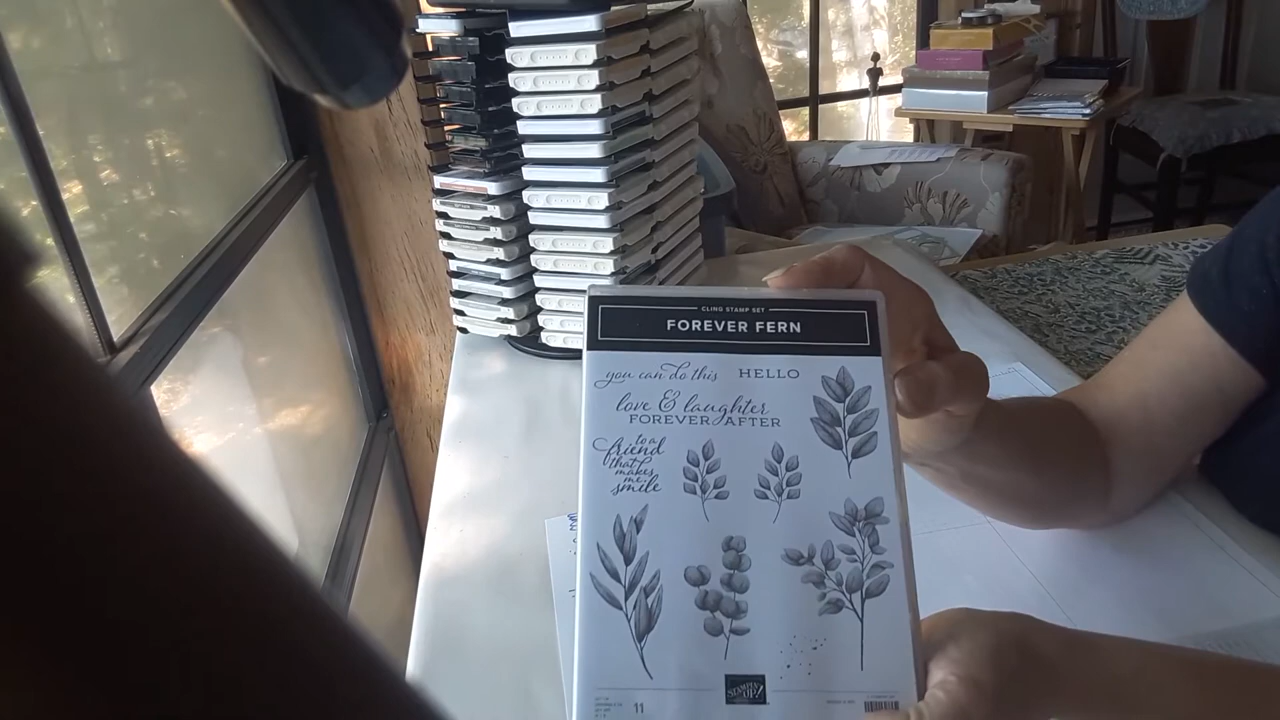 CLING STAMP SET
FOREVER FERN
you can do this HELLO
love & laughter
FOREVER AFTER
to a
friend
that
makes
me
smile
STAMPIN' UP!
11